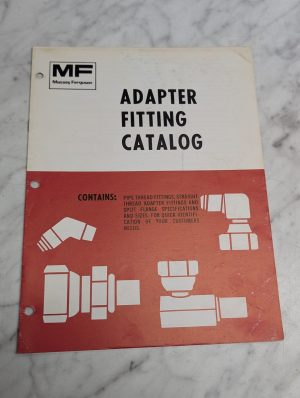 MF
Massey Ferguson
ADAPTER
FITTING
CATALOG
CONTAINS:
PIPE THREAD FITTINGS, STRAIGHT
THREAD ADAPTER FITTINGS AND
SPLIT FLANGE SPECIFICATIONS
AND SIZES FOR QUICK IDENTIFI-
CATION OF YOUR CUSTOMERS
NEEDS.